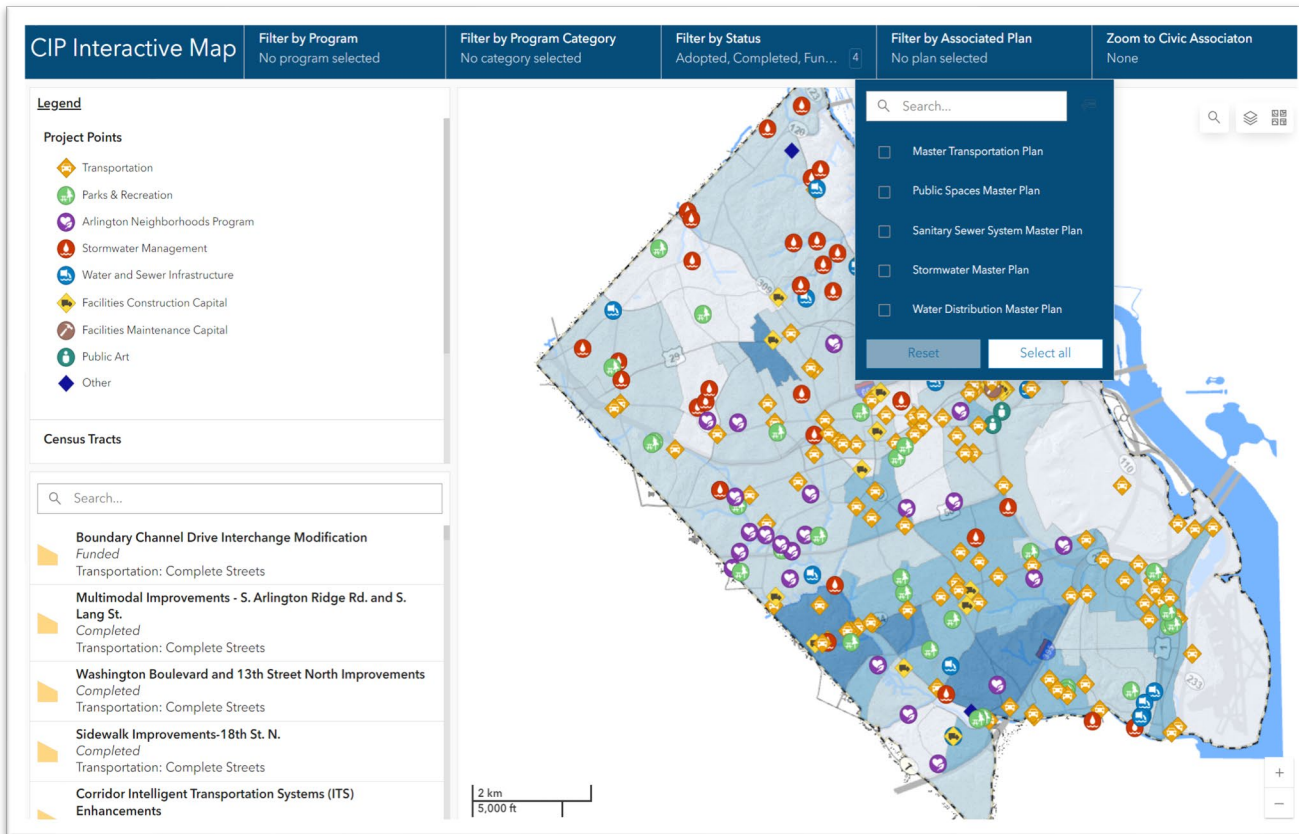 CIP Interactive Map
Filter by Program
No program selected
Filter by Program Category
No category selected
Filter by Status
Adopted, Completed, Fun... 4
Filter by Associated Plan
No plan selected
Zoom to Civic Associaton
None
Legend
Project Points
Transportation
Parks & Recreation
Arlington Neighborhoods Program
Stormwater Management
Water and Sewer Infrastructure
Facilities Construction Capital
Facilities Maintenance Capital
Public Art
Other
Census Tracts
Search...
Boundary Channel Drive Interchange Modification
Funded
Transportation: Complete Streets
Multimodal Improvements - S. Arlington Ridge Rd. and S.
Lang St.
Completed
Transportation: Complete Streets
Washington Boulevard and 13th Street North Improvements
Completed
Transportation: Complete Streets
Sidewalk Improvements-18th St. N.
Completed
Transportation: Complete Streets
Corridor Intelligent Transportation Systems (ITS)
Enhancements
Search...
Master Transportation Plan
Public Spaces Master Plan
Sanitary Sewer System Master Plan
Stormwater Master Plan
Water Distribution Master Plan
Reset
Select all
123
120
309
29
110
1
233
7
2 km
5,000 ft
+
−